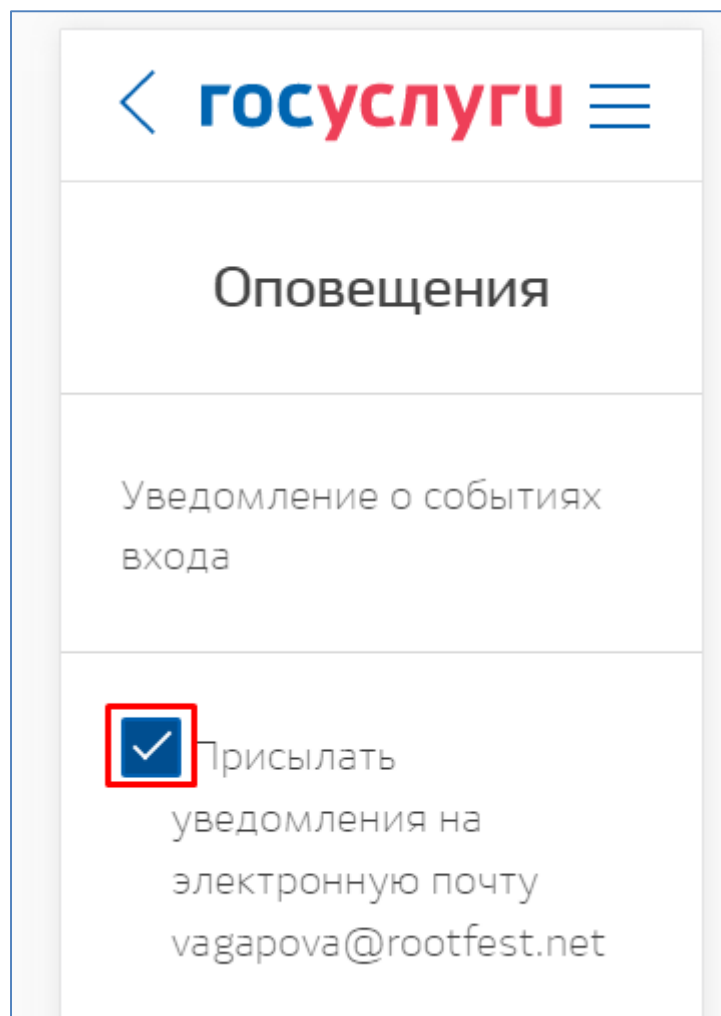 госуслуги
Оповещения
Уведомление о событиях
входа
Присылать
уведомления на
электронную почту
vagapova@rootfest.net